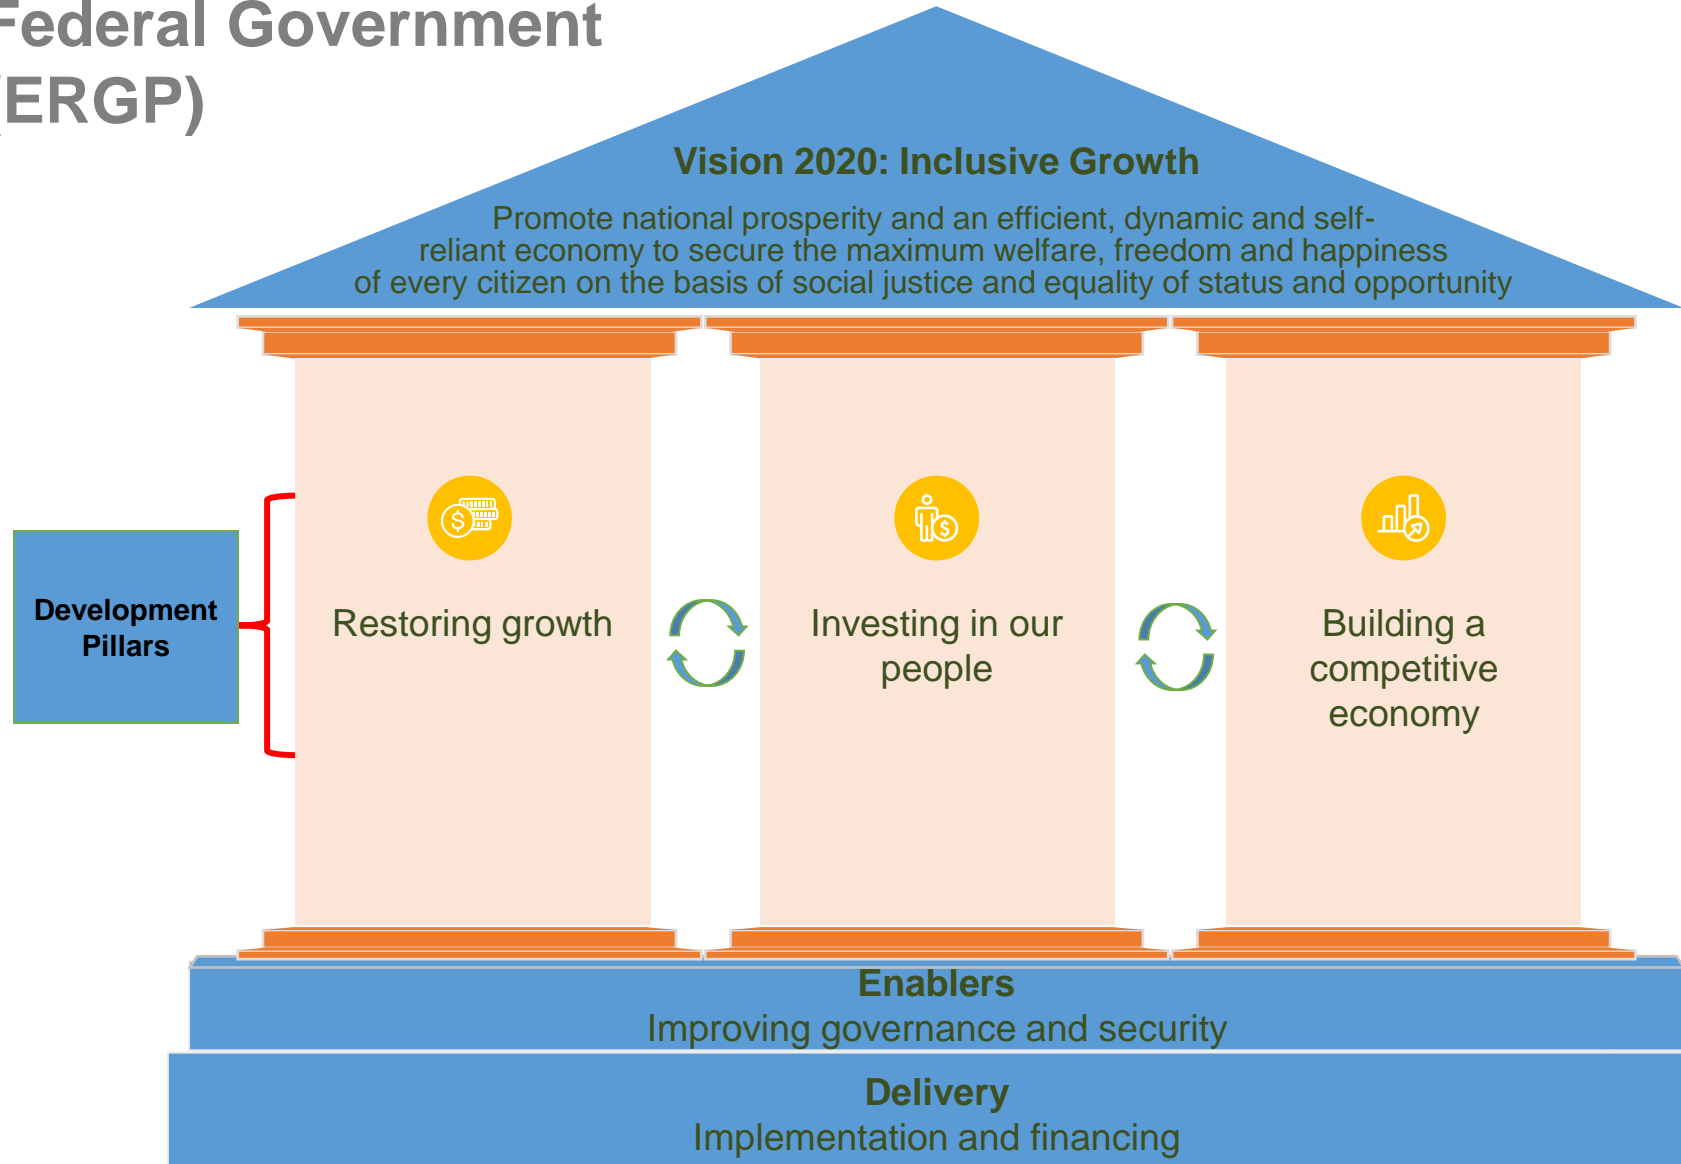 Federal Government
(ERGP)
Vision 2020: Inclusive Growth
Promote national prosperity and an efficient, dynamic and self-
reliant economy to secure the maximum welfare, freedom and happiness
of every citizen on the basis of social justice and equality of status and opportunity
Development
Pillars
Restoring growth
Investing in our
people
Building a
competitive
economy
Enablers
Improving governance and security
Delivery
Implementation and financing